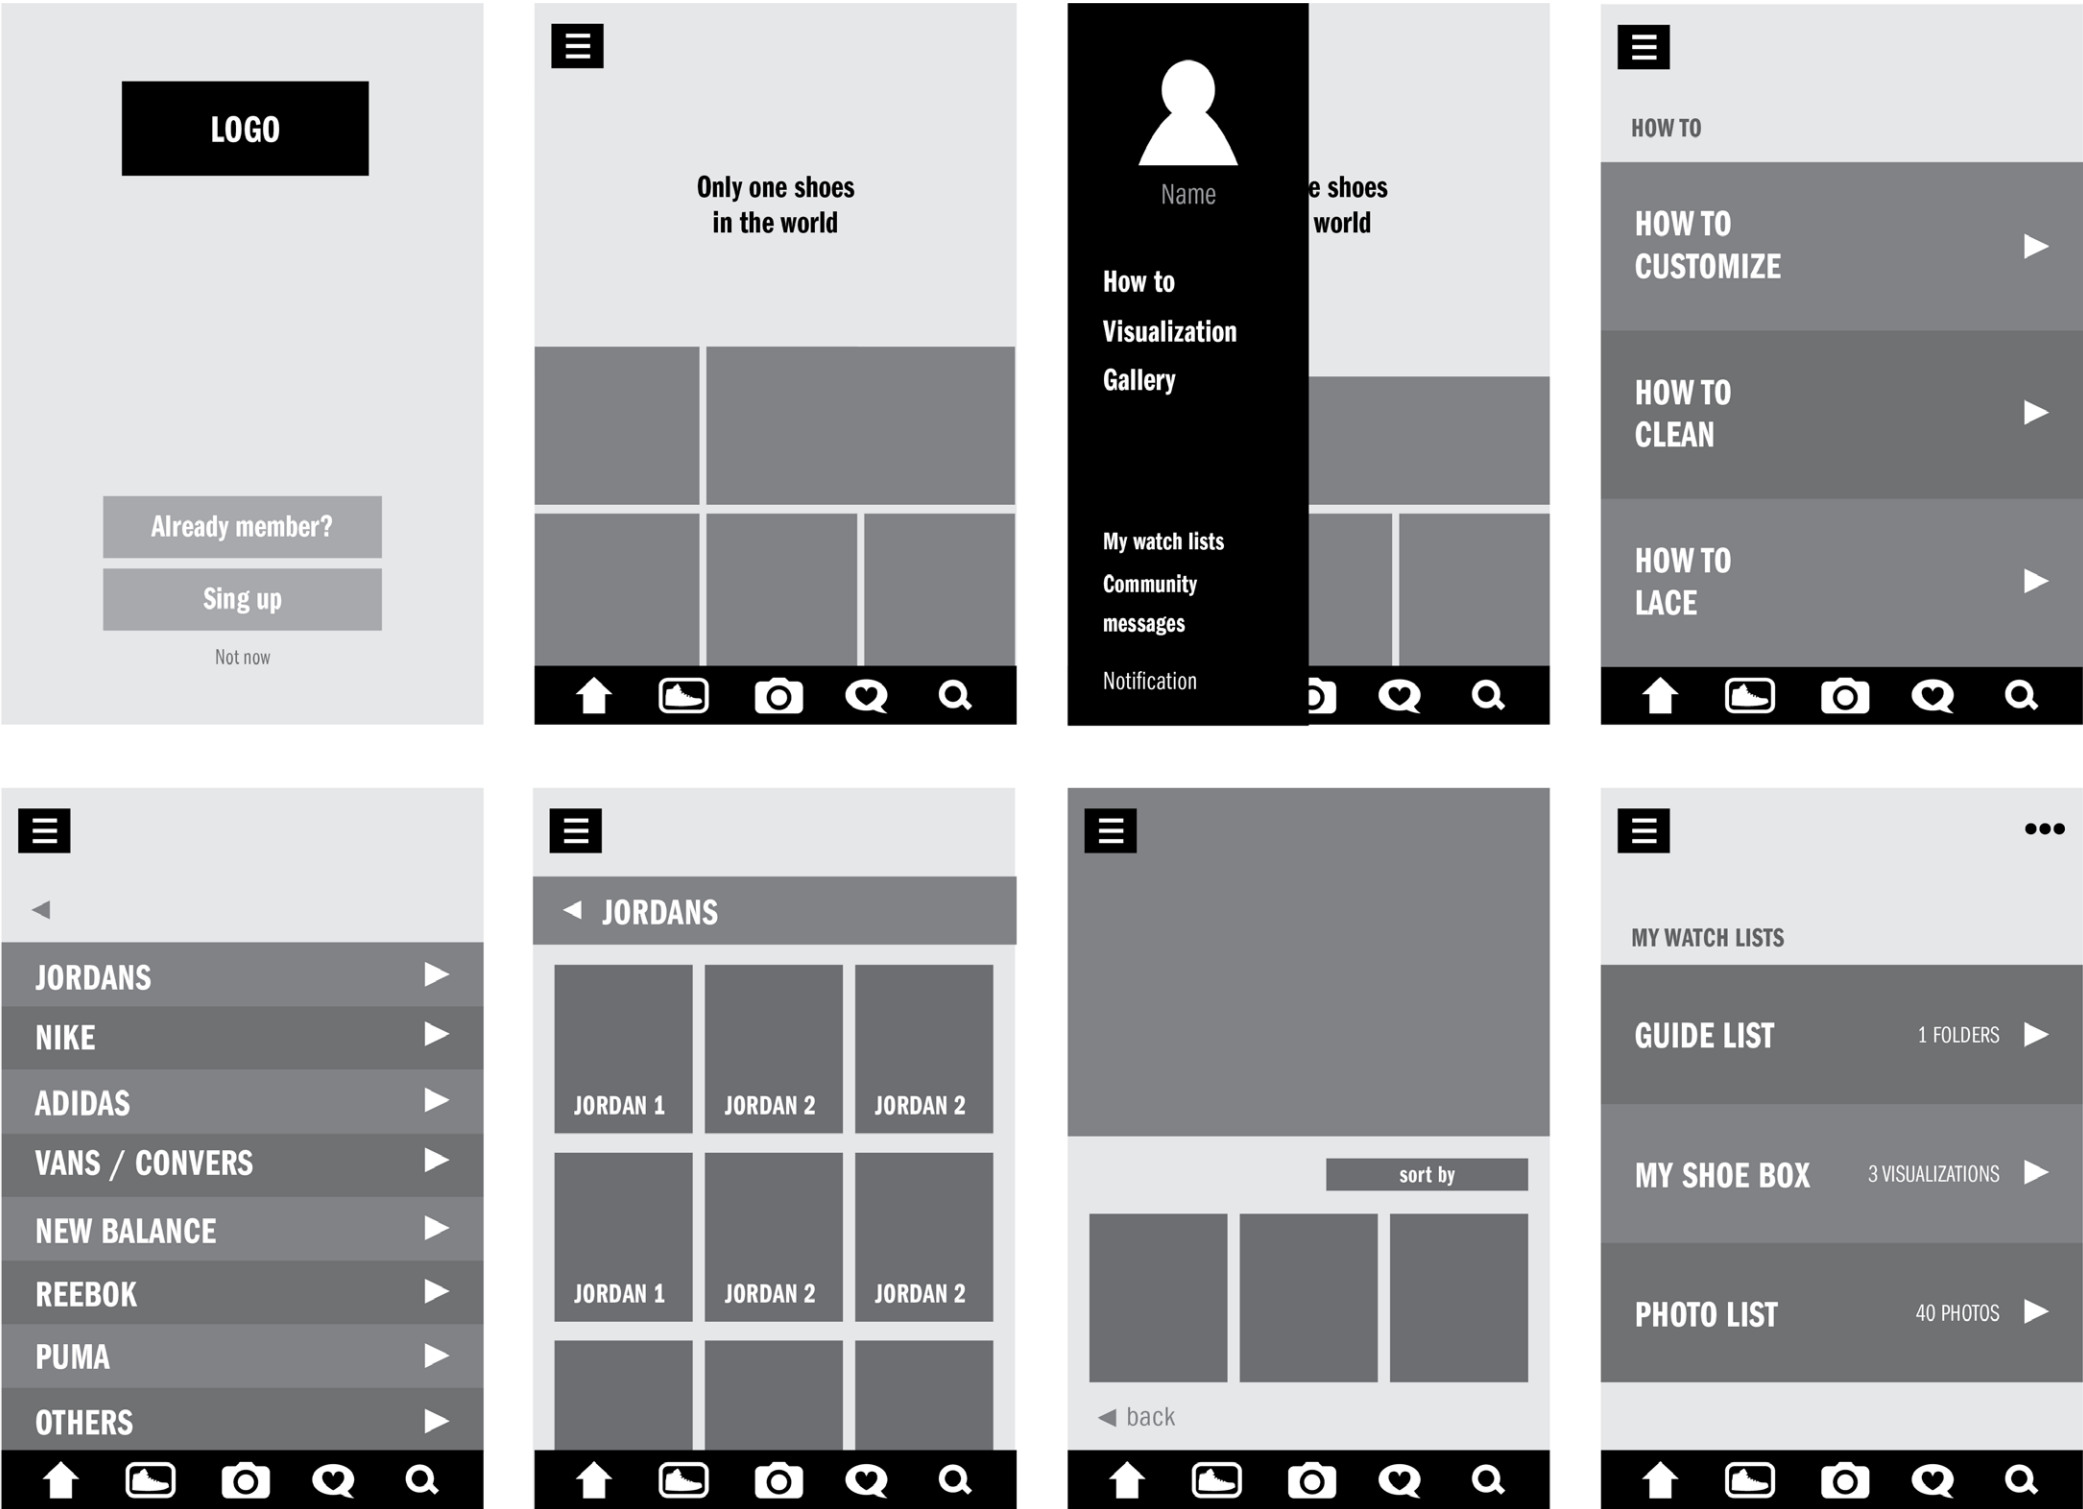 LOGO
Already member?
Sing up
Not now
Only one shoes
in the world
Name
How to
Visualization
Gallery
My watch lists
Community
messages
Notification
e shoes
world
HOW TO
HOW TO
CUSTOMIZE
HOW TO
CLEAN
HOW TO
LACE
JORDANS
NIKE
ADIDAS
VANS / CONVERS
NEW BALANCE
REEBOK
PUMA
OTHERS
JORDANS
JORDAN 1 JORDAN 2 JORDAN 2
JORDAN 1 JORDAN 2 JORDAN 2
sort by
back
MY WATCH LISTS
GUIDE LIST 1 FOLDERS
MY SHOE BOX 3 VISUALIZATIONS
PHOTO LIST 40 PHOTOS